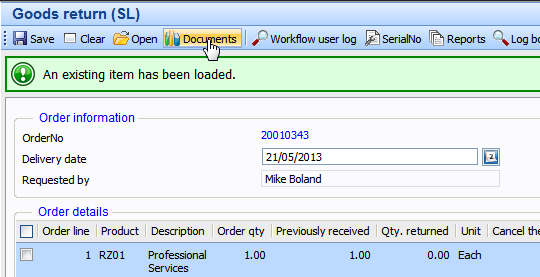 Goods return (SL)
Save Clear Open Documents Workflow user log SerialNo Reports Log bo
An existing item has been loaded.
Order information
OrderNo 20010343
Delivery date 21/05/2013
Requested by Mike Boland
Order details
Order line Product Description Order qty Previously received Qty. returned Unit Cancel the
1 RZ01 Professional Services 1.00 1.00 0.00 Each